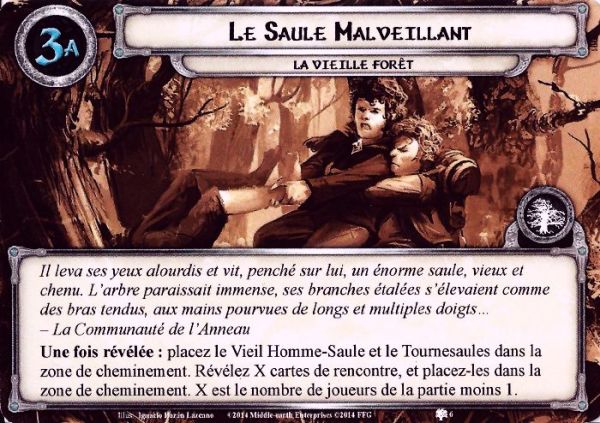 3A
LE SAULE MALVEILLANT
LA VIEILLE FORÊT
Il leva ses yeux alourdis et vit, penché sur lui, un énorme saule, vieux et
chenu. L'arbre paraissait immense, ses branches étalées s'élevaient comme
des bras tendus, aux mains pourvues de longs et multiples doigts…
– La Communauté de l'Anneau
Une fois révélée : placez le Vieil Homme-Saule et le Tournesaules dans la
zone de cheminement. Révélez X cartes de rencontre, et placez-les dans la
zone de cheminement. X est le nombre de joueurs de la partie moins 1.
Illus. Ignacio Bazán Lazcano ©2014 Middle-earth Enterprises ©2014 FFG 6